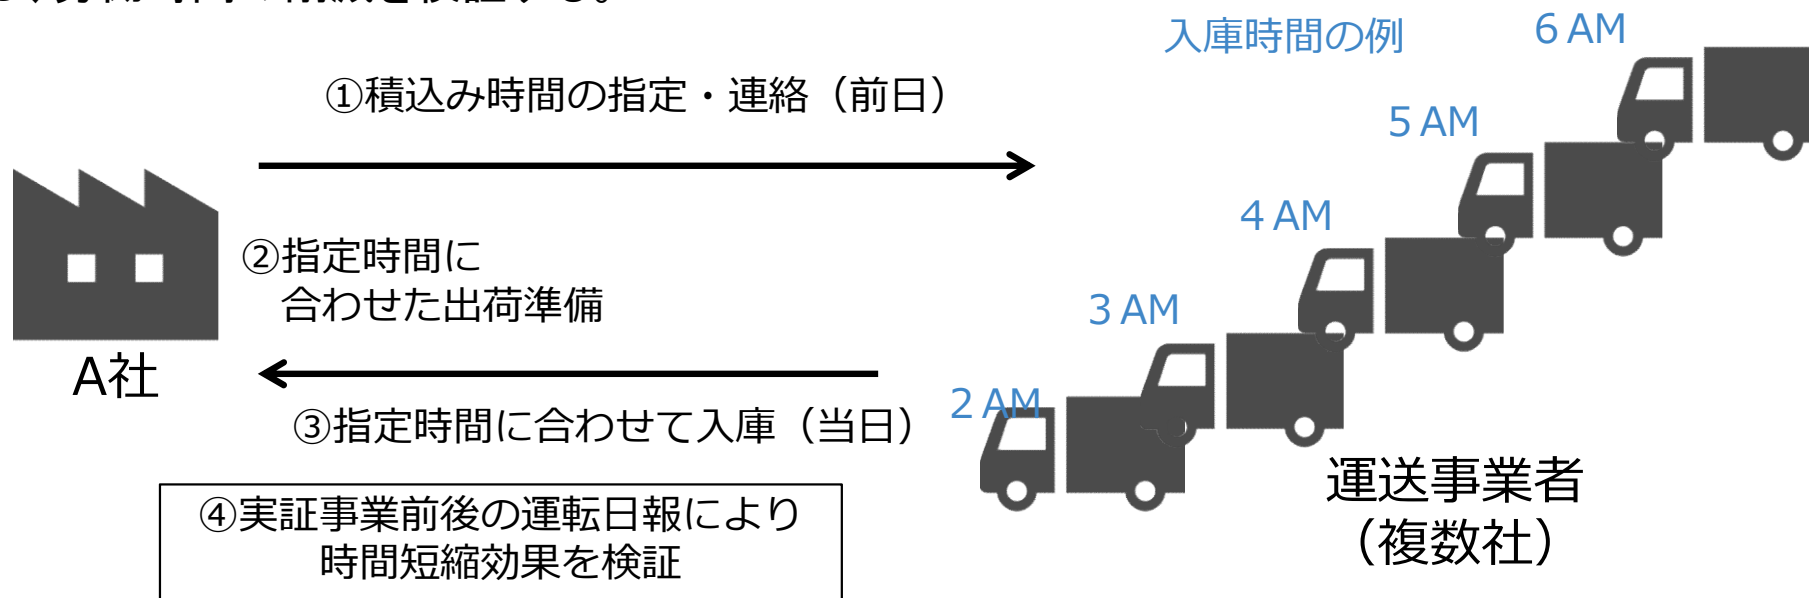 入庫時間の例
6 AM
①積込み時間の指定・連絡（前日）
5 AM
4 AM
②指定時間に
合わせた出荷準備
3 AM
A社
2 AM
③指定時間に合わせて入庫（当日）
運送事業者
（複数社）
④実証事業前後の運転日報により
時間短縮効果を検証